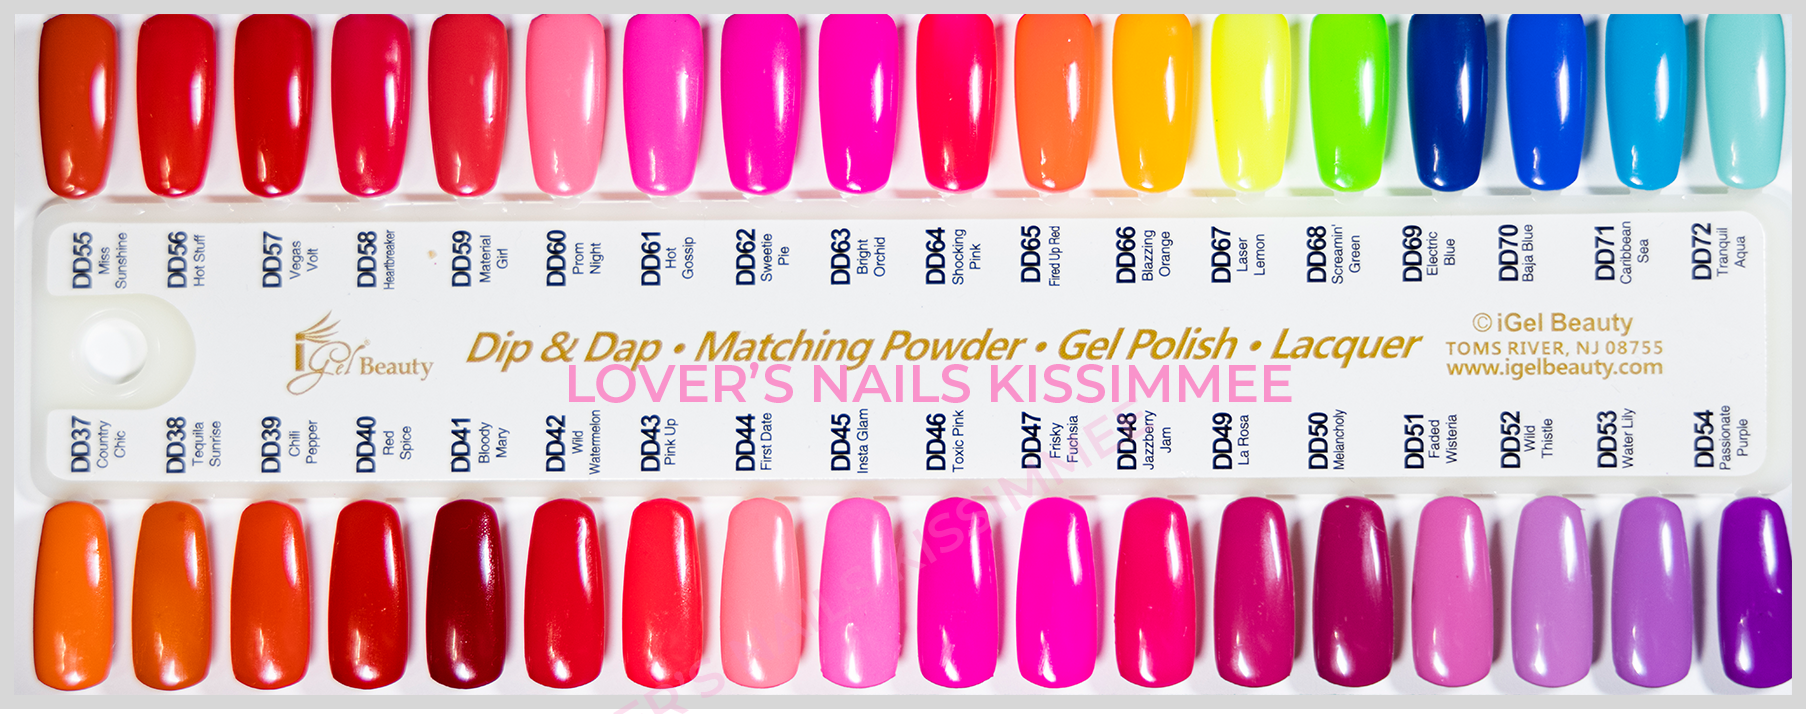 DD55
Miss
Sunshine
DD56
Hot Stuff
DD57
Vegas
Volt
DD58
Heartbreaker
DD59
Material
Girl
DD60
Prom
Night
DD61
Hot
Gossip
DD62
Sweetie
Pie
DD63
Bright
Orchid
DD64
Shocking
Pink
DD65
Fired Up Red
DD66
Blazzing
Orange
DD67
Laser
Lemon
DD68
Screamin'
Green
DD69
Electric
Blue
DD70
Baja Blue
DD71
Caribbean
Sea
DD72
Tranquil
Aqua
iGel Beauty
Dip & Dap • Matching Powder • Gel Polish • Lacquer
© iGel Beauty
TOMS RIVER, NJ 08755
www.igelbeauty.com
LOVER'S NAILS KISSIMMEE
DD37
Country
Chic
DD38
Tequila
Sunrise
DD39
Chili
Pepper
DD40
Red
Spice
DD41
Bloody
Mary
DD42
Wild
Watermelon
DD43
Pink Up
DD44
First Date
DD45
Insta Glam
DD46
Toxic Pink
DD47
Frisky
Fuchsia
DD48
Jazzberry
Jam
DD49
La Rosa
DD50
Melancholy
DD51
Faded
Wisteria
DD52
Wild
Thistle
DD53
Water Lily
DD54
Passionate
Purple
LOVER'S NAILS KISSIMMEE